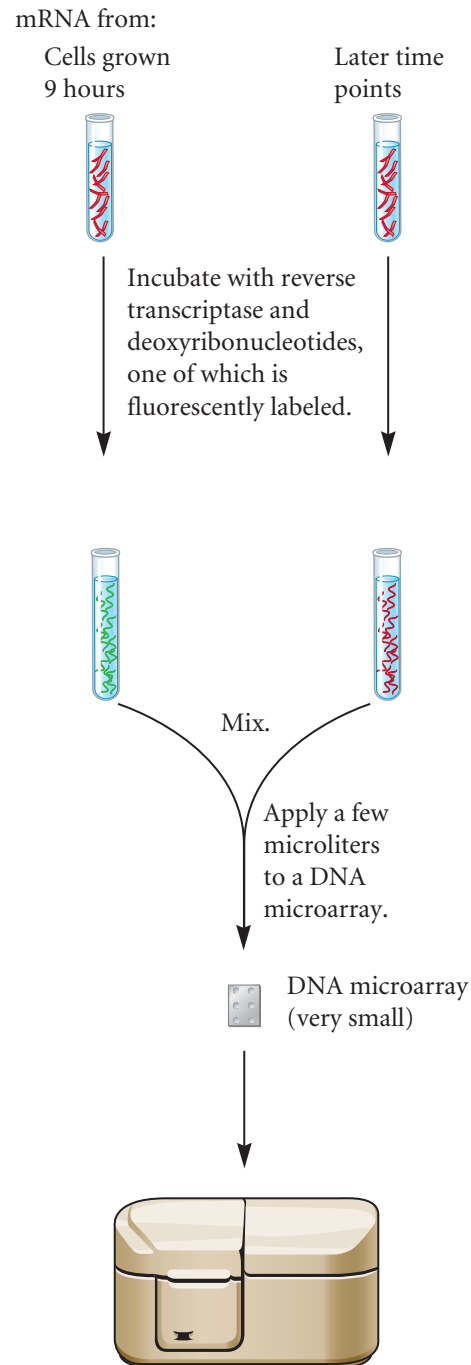 mRNA from:
Cells grown
9 hours
Later time
points
Incubate with reverse
transcriptase and
deoxyribonucleotides,
one of which is
fluorescently labeled.
Mix.
Apply a few
microliters
to a DNA
microarray.
DNA microarray
(very small)